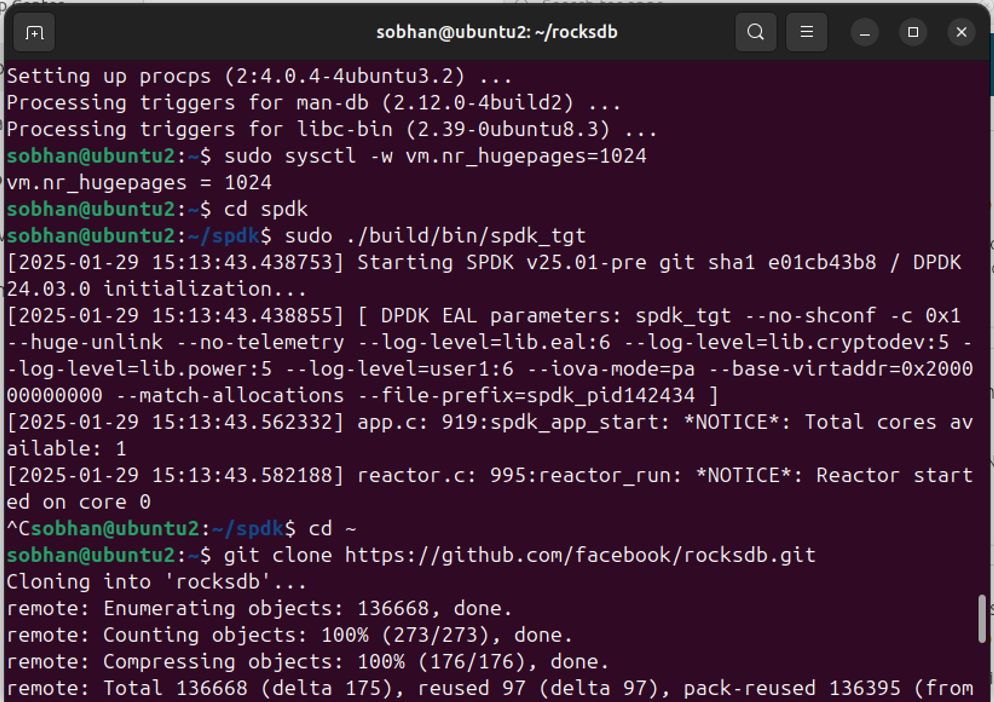 sobhan@ubuntu2: ~/rocksdb
Setting up procps (2:4.0.4-4ubuntu3.2) ...
Processing triggers for man-db (2.12.0-4build2) ...
Processing triggers for libc-bin (2.39-0ubuntu8.3) ...
sobhan@ubuntu2:~$ sudo sysctl -w vm.nr_hugepages=1024
vm.nr_hugepages = 1024
sobhan@ubuntu2:~$ cd spdk
sobhan@ubuntu2:~/spdk$ sudo ./build/bin/spdk_tgt
[2025-01-29 15:13:43.438753] Starting SPDK v25.01-pre git sha1 e01cb43b8 / DPDK
24.03.0 initialization...
[2025-01-29 15:13:43.438855] [ DPDK EAL parameters: spdk_tgt --no-shconf -c 0x1
--huge-unlink --no-telemetry --log-level=lib.eal:6 --log-level=lib.cryptodev:5 -
-log-level=lib.power:5 --log-level=user1:6 --iova-mode=pa --base-virtaddr=0x2000
00000000 --match-allocations --file-prefix=spdk_pid142434 ]
[2025-01-29 15:13:43.562332] app.c: 919:spdk_app_start: *NOTICE*: Total cores av
ailable: 1
[2025-01-29 15:13:43.582188] reactor.c: 995:reactor_run: *NOTICE*: Reactor start
ed on core 0
^Csobhan@ubuntu2:~/spdk$ cd ~
sobhan@ubuntu2:~$ git clone https://github.com/facebook/rocksdb.git
Cloning into 'rocksdb'...
remote: Enumerating objects: 136668, done.
remote: Counting objects: 100% (273/273), done.
remote: Compressing objects: 100% (176/176), done.
remote: Total 136668 (delta 175), reused 97 (delta 97), pack-reused 136395 (from